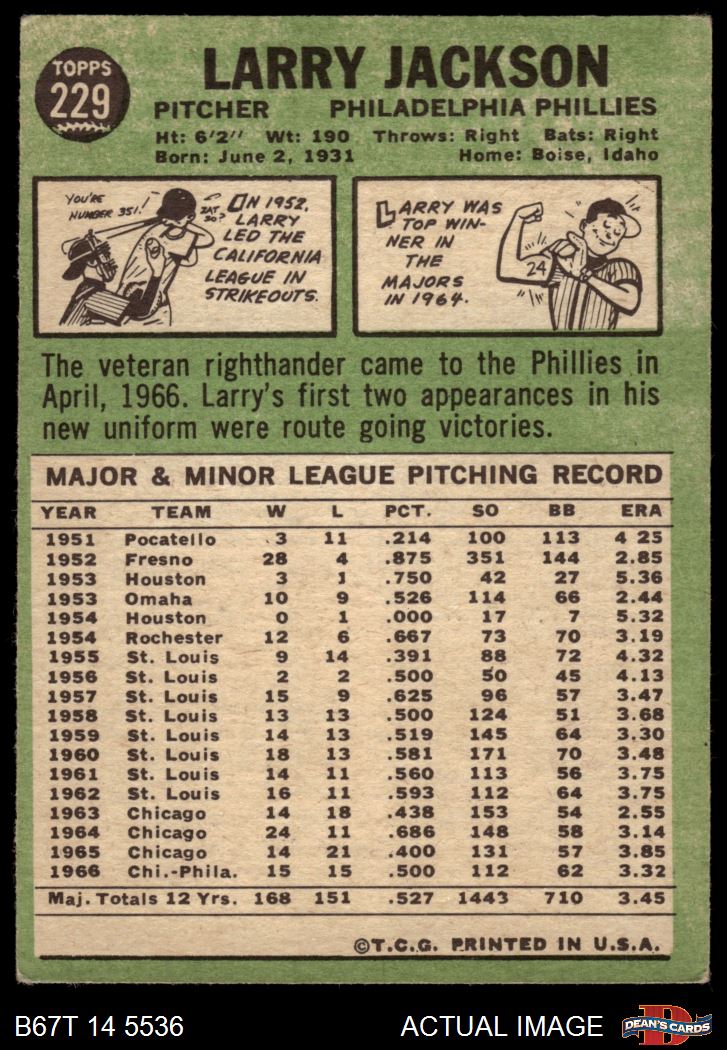 TOPPS
229
LARRY JACKSON
PITCHER PHILADELPHIA PHILLIES
Ht: 6'2" Wt: 190 Throws: Right Bats: Right
Born: June 2, 1931 Home: Boise, Idaho
YOU'RE
NUMBER 351!
ZAT
SO?
IN 1952,
LARRY
LED THE
CALIFORNIA
LEAGUE IN
STRIKEOUTS.
LARRY WAS
TOP WIN-
NER IN
THE
MAJORS
IN 1964.
24
The veteran righthander came to the Phillies in
April, 1966. Larry's first two appearances in his
new uniform were route going victories.
MAJOR & MINOR LEAGUE PITCHING RECORD
YEAR TEAM W L PCT. SO BB ERA
1951 Pocatello 3 11 .214 100 113 4 25
1952 Fresno 28 4 .875 351 144 2.85
1953 Houston 3 1 .750 42 27 5.36
1953 Omaha 10 9 .526 114 66 2.44
1954 Houston 0 1 .000 17 7 5.32
1954 Rochester 12 6 .667 73 70 3.19
1955 St. Louis 9 14 .391 88 72 4.32
1956 St. Louis 2 2 .500 50 45 4.13
1957 St. Louis 15 9 .625 96 57 3.47
1958 St. Louis 13 13 .500 124 51 3.68
1959 St. Louis 14 13 .519 145 64 3.30
1960 St. Louis 18 13 .581 171 70 3.48
1961 St. Louis 14 11 .560 113 56 3.75
1962 St. Louis 16 11 .593 112 64 3.75
1963 Chicago 14 18 .438 153 54 2.55
1964 Chicago 24 11 .686 148 58 3.14
1965 Chicago 14 21 .400 131 57 3.85
1966 Chi.-Phila. 15 15 .500 112 62 3.32
Maj. Totals 12 Yrs. 168 151 .527 1443 710 3.45
©T.C.G. PRINTED IN U.S.A.
B67T 14 5536 ACTUAL IMAGE
D
DEAN'S CARDS